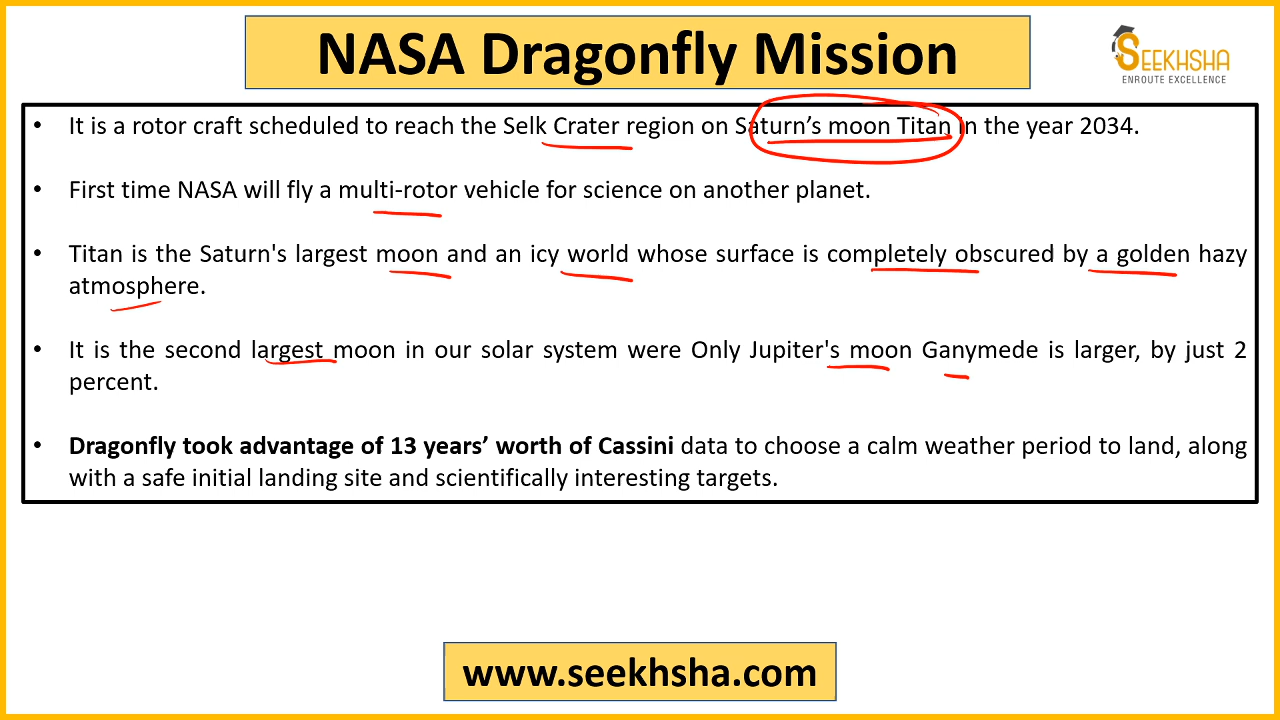 NASA Dragonfly Mission
SEEKHSHA
ENROUTE EXCELLENCE
• It is a rotor craft scheduled to reach the Selk Crater region on Saturn’s moon Titan in the year 2034.
• First time NASA will fly a multi-rotor vehicle for science on another planet.
• Titan is the Saturn's largest moon and an icy world whose surface is completely obscured by a golden hazy
atmosphere.
• It is the second largest moon in our solar system were Only Jupiter's moon Ganymede is larger, by just 2
percent.
• Dragonfly took advantage of 13 years’ worth of Cassini data to choose a calm weather period to land, along
with a safe initial landing site and scientifically interesting targets.
www.seekhsha.com